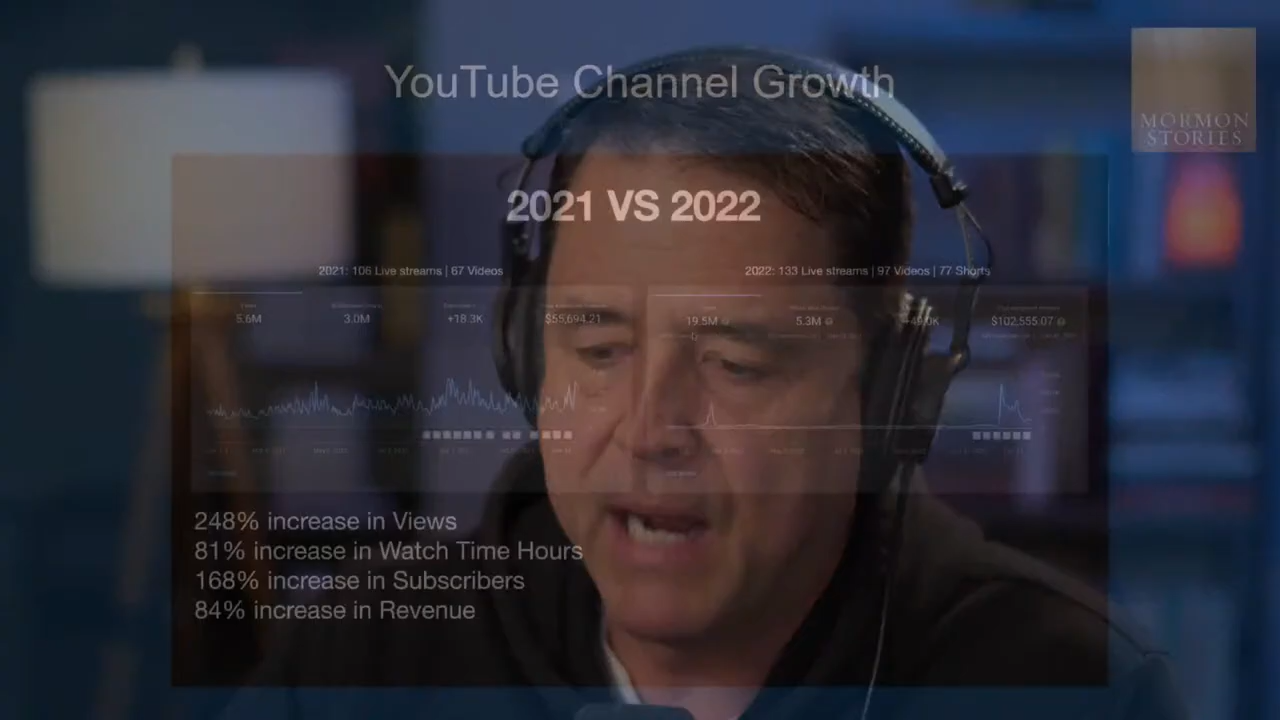 YouTube Channel Growth
MORMON
STORIES
2021 VS 2022
2021: 106 Live streams | 67 Videos
2022: 133 Live streams | 97 Videos | 77 Shorts
5.6M
3.0M
+18.3K
$55,694.21
19.5M
5.3M
+49.0K
$102,555.07
248% increase in Views
81% increase in Watch Time Hours
168% increase in Subscribers
84% increase in Revenue